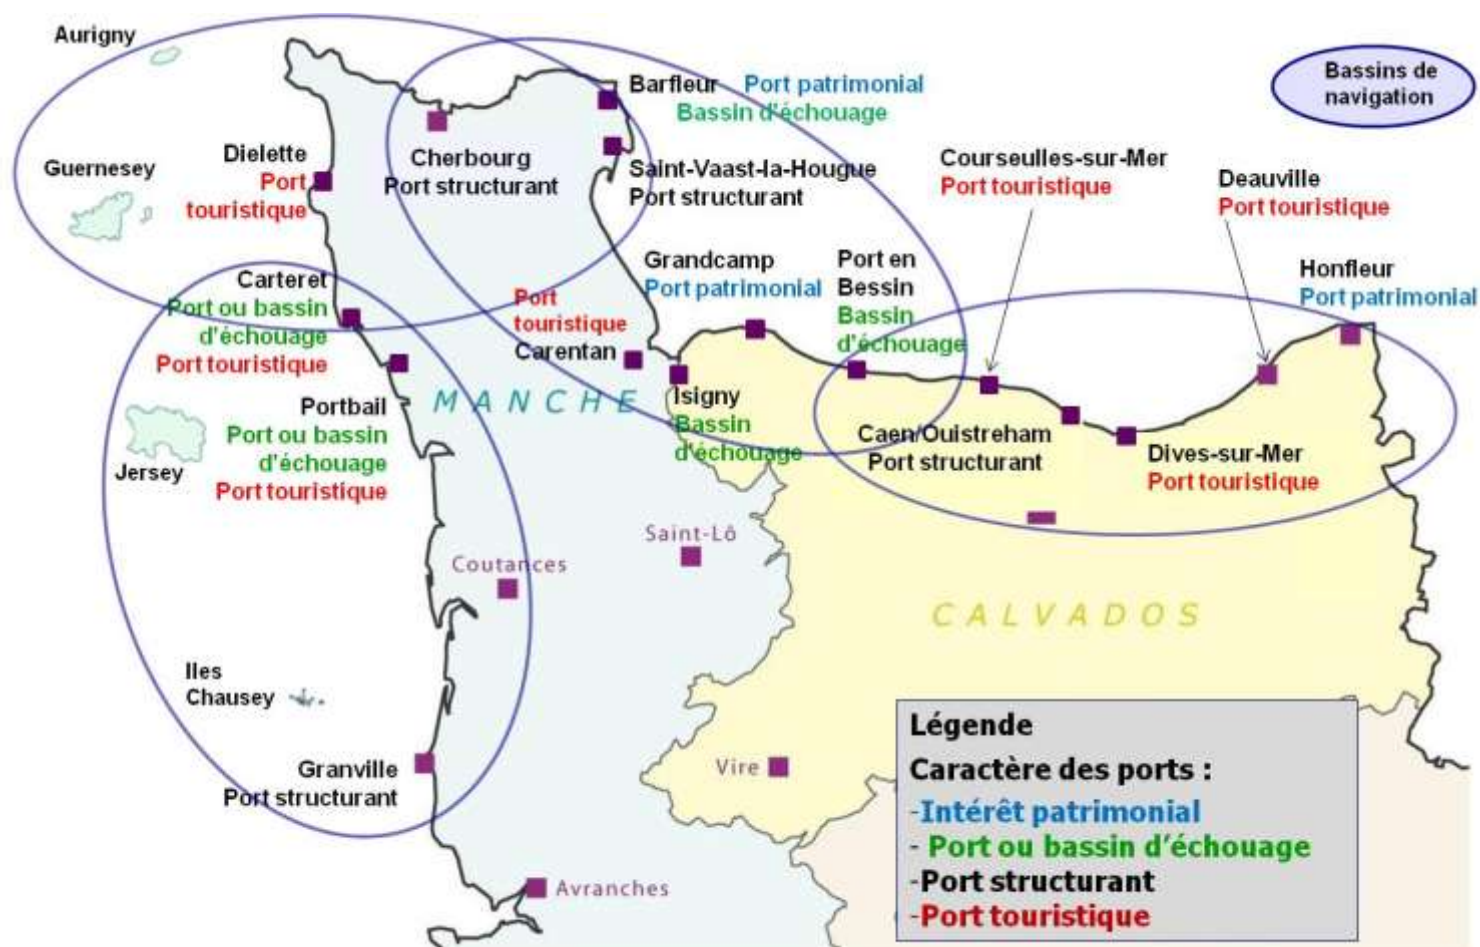 Aurigny
Guernesey
Dielette
Port
touristique
Cherbourg
Port structurant
Barfleur Port patrimonial
Bassin d'échouage
Saint-Vaast-la-Hougue
Port structurant
Courseulles-sur-Mer
Port touristique
Deauville
Port touristique
Bassins de
navigation
Carteret
Port ou bassin
d'échouage
Port touristique
Port
touristique
Carentan
Grandcamp
Port patrimonial
Port en
Bessin
Bassin
d'échouage
Honfleur
Port patrimonial
Portbail
Port ou bassin
d'échouage
Port touristique
Jersey
MANCHE
Isigny
Bassin
d'échouage
Caen/Ouistreham
Port structurant
Dives-sur-Mer
Port touristique
Saint-Lô
Coutances
CALVADOS
Iles
Chausey
Granville
Port structurant
Vire
Avranches
Légende
Caractère des ports :
-Intérêt patrimonial
- Port ou bassin d'échouage
-Port structurant
-Port touristique